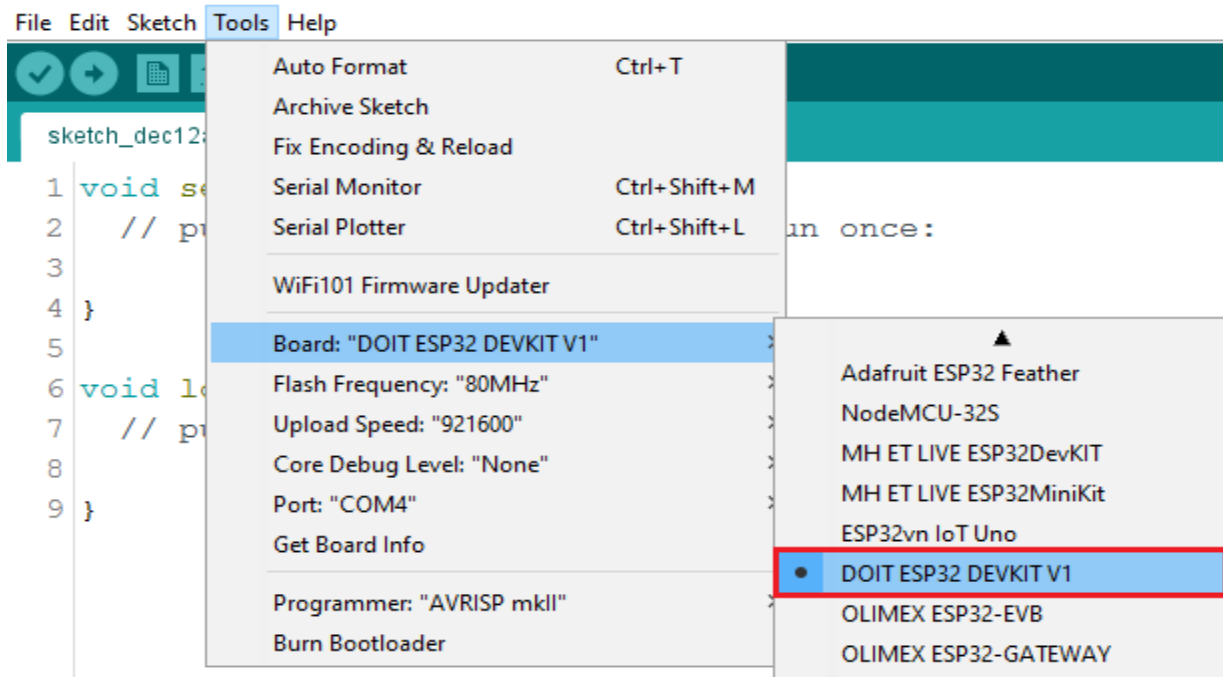 File Edit Sketch Tools Help
Auto Format Ctrl+T
Archive Sketch
sketch_dec12a
Fix Encoding & Reload
1 void se
Serial Monitor Ctrl+Shift+M
2 // pu
Serial Plotter Ctrl+Shift+L
un once:
3
WiFi101 Firmware Updater
4 }
5
Board: "DOIT ESP32 DEVKIT V1"
Flash Frequency: "80MHz"
6 void lo
Upload Speed: "921600"
7 // pu
Core Debug Level: "None"
8
Port: "COM4"
9 }
Get Board Info
Programmer: "AVRISP mkII"
Burn Bootloader
Adafruit ESP32 Feather
NodeMCU-32S
MH ET LIVE ESP32DevKIT
MH ET LIVE ESP32MiniKit
ESP32vn IoT Uno
DOIT ESP32 DEVKIT V1
OLIMEX ESP32-EVB
OLIMEX ESP32-GATEWAY